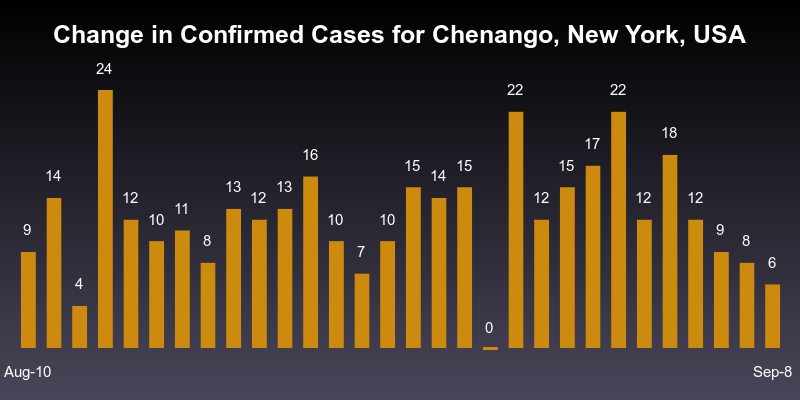 Change in Confirmed Cases for Chenango, New York, USA
9 14 4 24 12 10 11 8 13 12 13 16 10 7 10 15 14 15 0 22 12 15 17 22 12 18 12 9 8 6
Aug-10 Sep-8